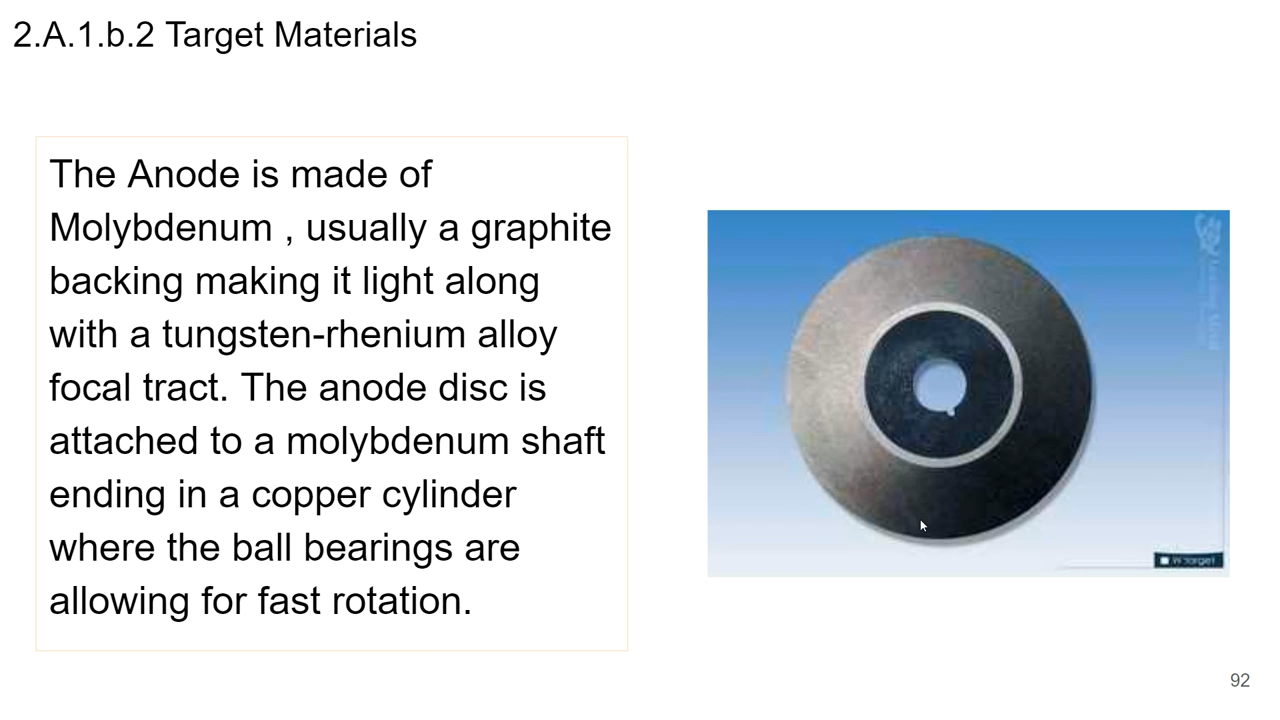 2.A.1.b.2 Target Materials
The Anode is made of
Molybdenum , usually a graphite
backing making it light along
with a tungsten-rhenium alloy
focal tract. The anode disc is
attached to a molybdenum shaft
ending in a copper cylinder
where the ball bearings are
allowing for fast rotation.
W Target
92